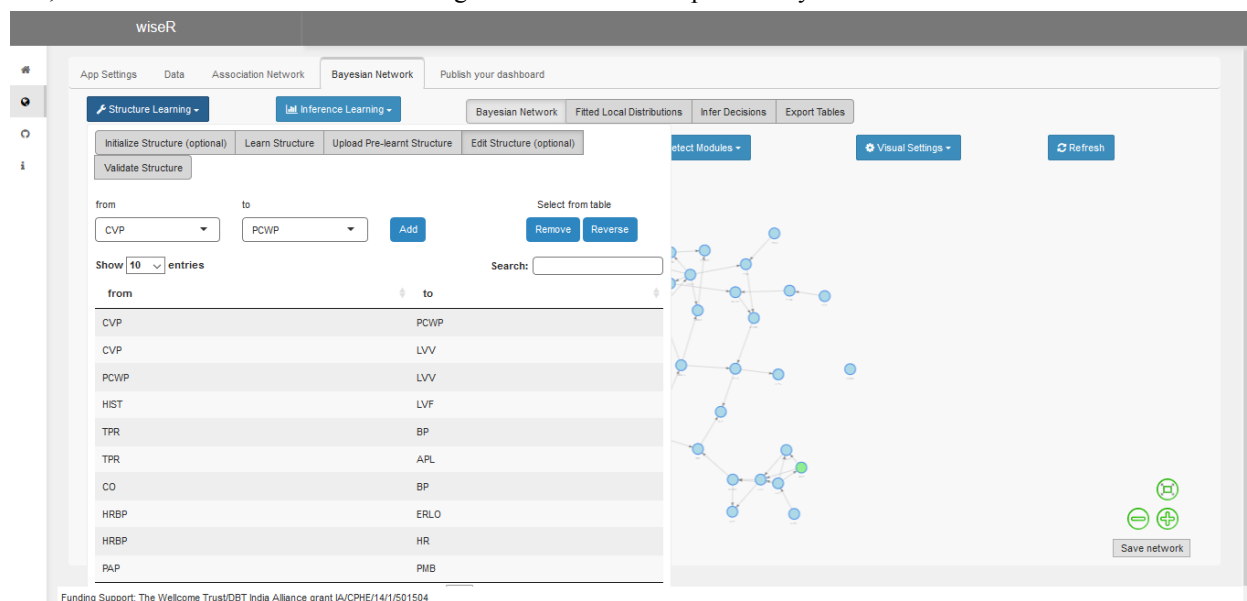 wiseR
App Settings Data Association Network Bayesian Network Publish your dashboard
Structure Learning Inference Learning Bayesian Network Fitted Local Distributions Infer Decisions Export Tables
Initialize Structure (optional) Learn Structure Upload Pre-learnt Structure Edit Structure (optional) etect Modules Visual Settings Refresh
Validate Structure
from to Select from table
CVP PCWP Add Remove Reverse
Show 10 entries Search:
from to
CVP PCWP
CVP LVV
PCWP LVV
HIST LVF
TPR BP
TPR APL
CO BP
HRBP ERLO
HRBP HR
PAP PMB
Save network
Funding Support: The Wellcome Trust/DBT India Alliance grant IA/CPHE/14/1/501504